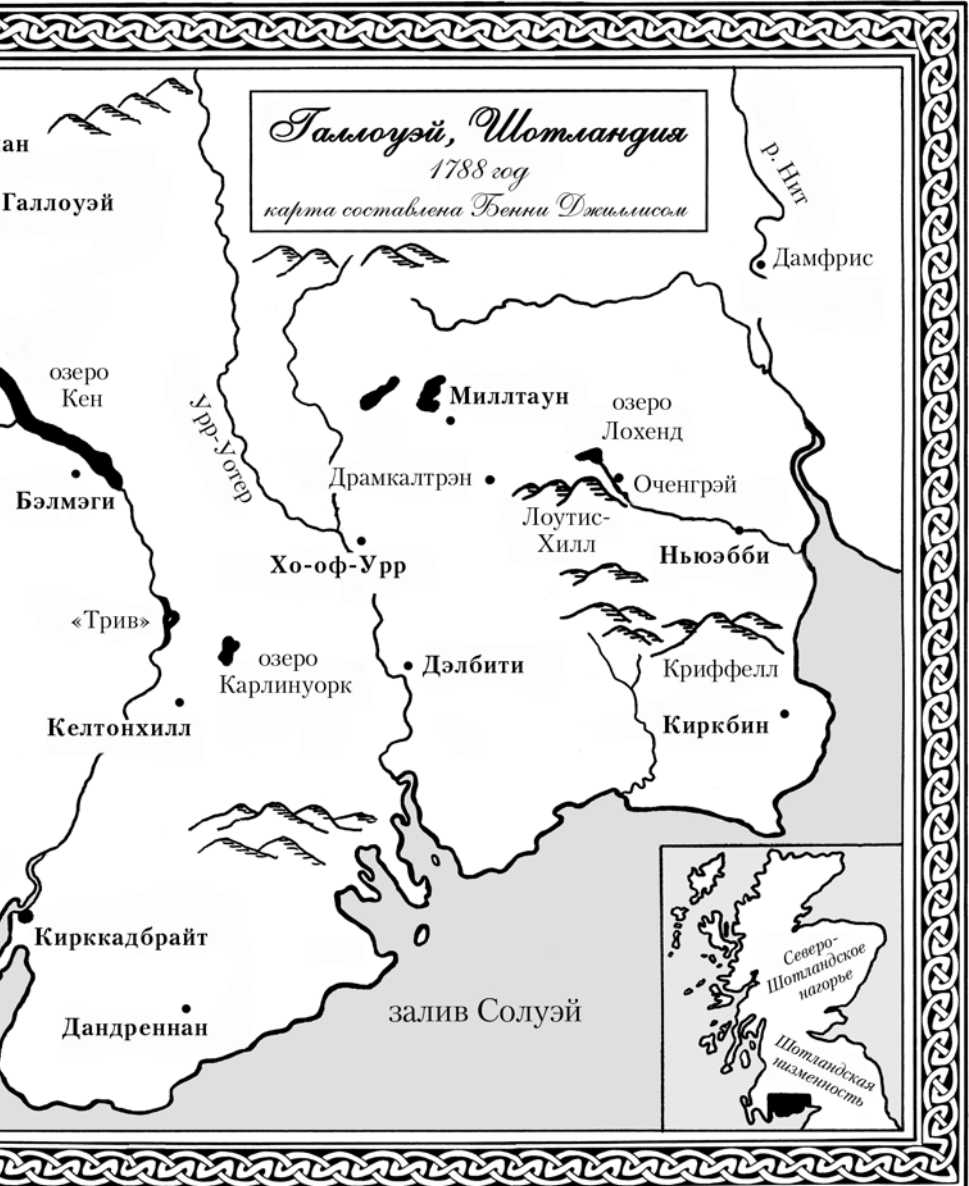 Галлоуэй, Шотландия
1788 год
карта составлена Бенни Джиллисом
ан
Галлоуэй
р. Нит
Дамфрис
озеро
Кен
Урр-Уотер
Миллтаун
озеро
Лохенд
Бэлмэги
Драмкалтрэн
Оченгрэй
Лоутис-
Хилл
Хо-оф-Урр
Ньюэбби
«Трив»
озеро
Карлинуорк
Дэлбити
Криффелл
Келтонхилл
Киркбин
Кирккадбрайт
Дандреннан
залив Солуэй
Северо-
Шотландское
нагорье
Шотландская
низменность